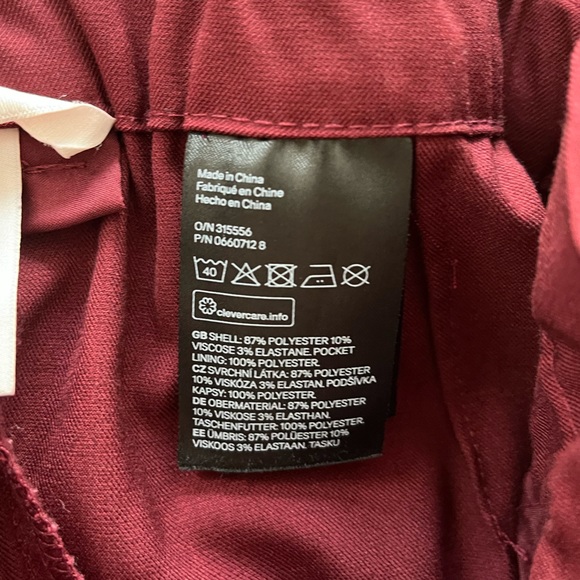 Made in China
Fabriqué en Chine
Hecho en China
O/N 315556
P/N 0660712 8
40
clevercare.info
GB SHELL: 87% POLYESTER 10%
VISCOSE 3% ELASTANE. POCKET
LINING: 100% POLYESTER.
CZ SVRCHNÍ LÁTKA: 87% POLYESTER
10% VISKÓZA 3% ELASTAN. PODŠÍVKA
KAPSY: 100% POLYESTER.
DE OBERMATERIAL: 87% POLYESTER
10% VISKOSE 3% ELASTHAN.
TASCHENFUTTER: 100% POLYESTER.
EE ÜMBRIS: 87% POLÜESTER 10%
VISKOOS 3% ELASTAAN. TASKU